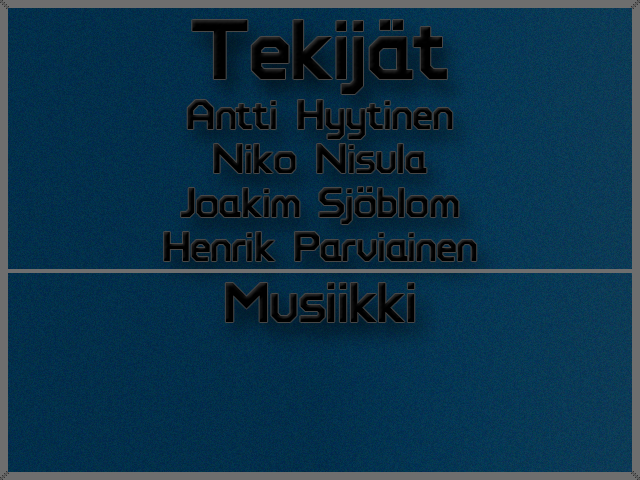 Tekijät
Antti Hyytinen
Niko Nisula
Joakim Sjöblom
Henrik Parviainen
Musiikki